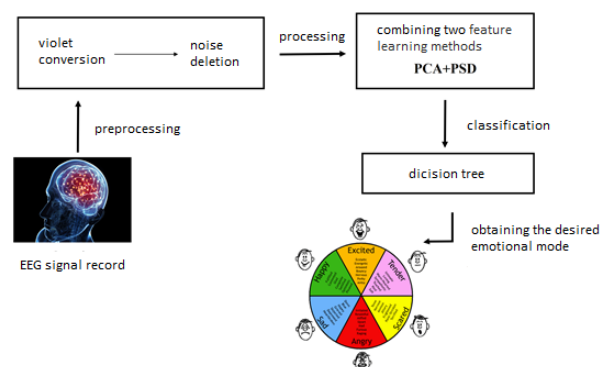 violet
conversion
noise
deletion
processing
combining two feature
learning methods
PCA+PSD
preprocessing
classification
dicision tree
EEG signal record
obtaining the desired
emotional mode
Excited
Happy
Tender
Sad
Scared
Angry